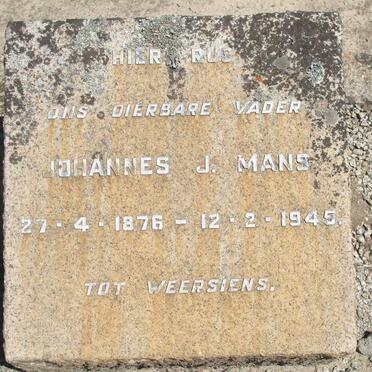 HIER RUS
ONS DIERBARE VADER
JOHANNES J. MANS
27-4-1876 - 12-2-1945.
TOT WEERSIENS.